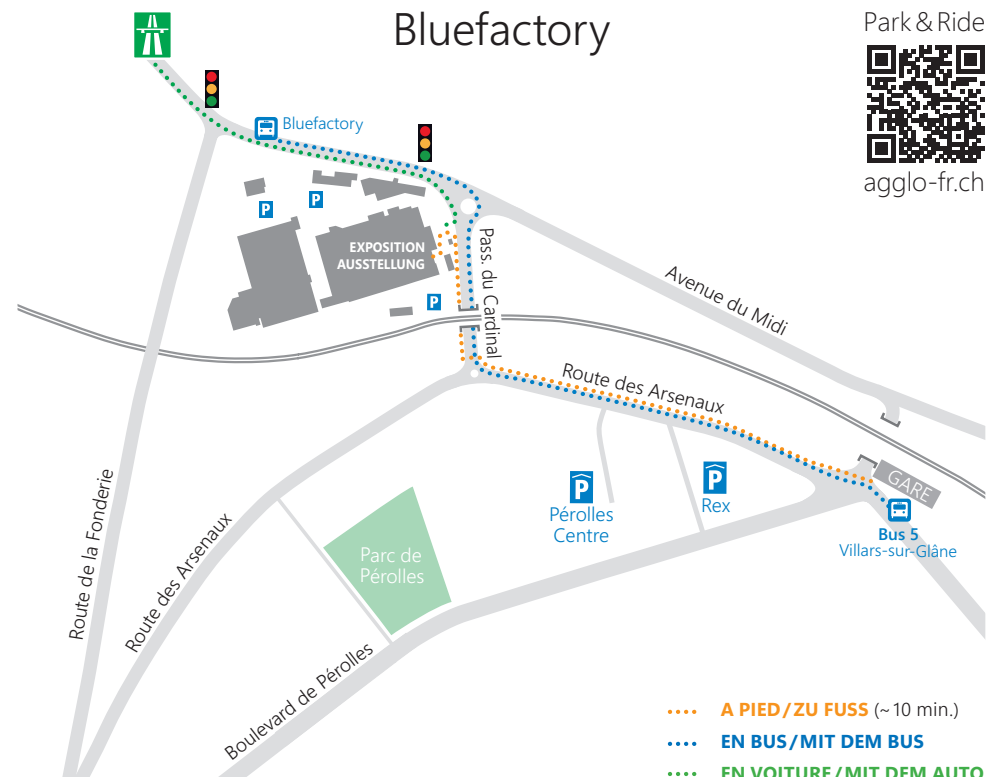 Bluefactory
Park & Ride
agglo-fr.ch
Bluefactory
P
P
EXPOSITION
AUSSTELLUNG
P
Pass. du Cardinal
Avenue du Midi
Route des Arsenaux
GARE
P
Pérolles
Centre
P
Rex
Bus 5
Villars-sur-Glâne
Parc de
Pérolles
Route de la Fonderie
Route des Arsenaux
Boulevard de Pérolles
A PIED/ZU FUSS (~10 min.)
EN BUS/MIT DEM BUS
EN VOITURE/MIT DEM AUTO